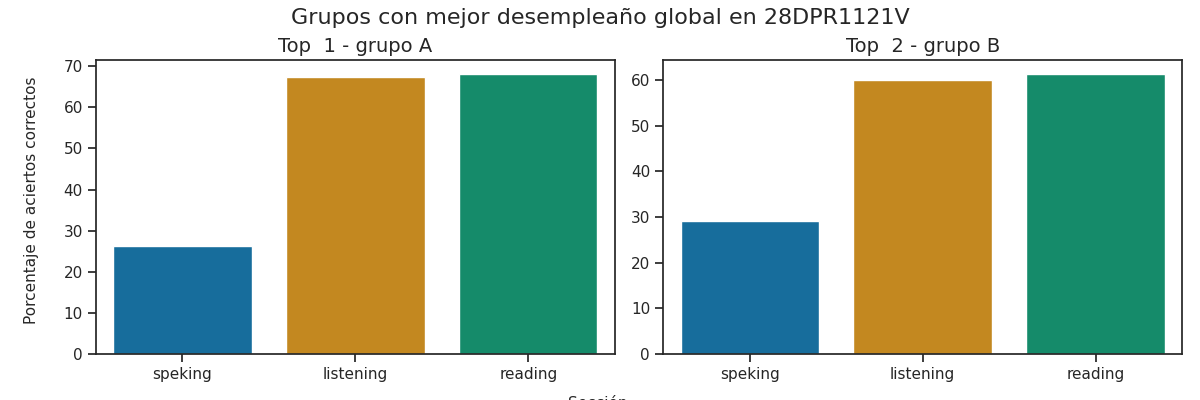 Grupos con mejor desempleaño global en 28DPR1121V
Top  1 - grupo A
Top  2 - grupo B
Porcentaje de aciertos correctos
70
60
50
40
30
20
10
0
speking
listening
reading
60
50
40
30
20
10
0
speking
listening
reading
Sección